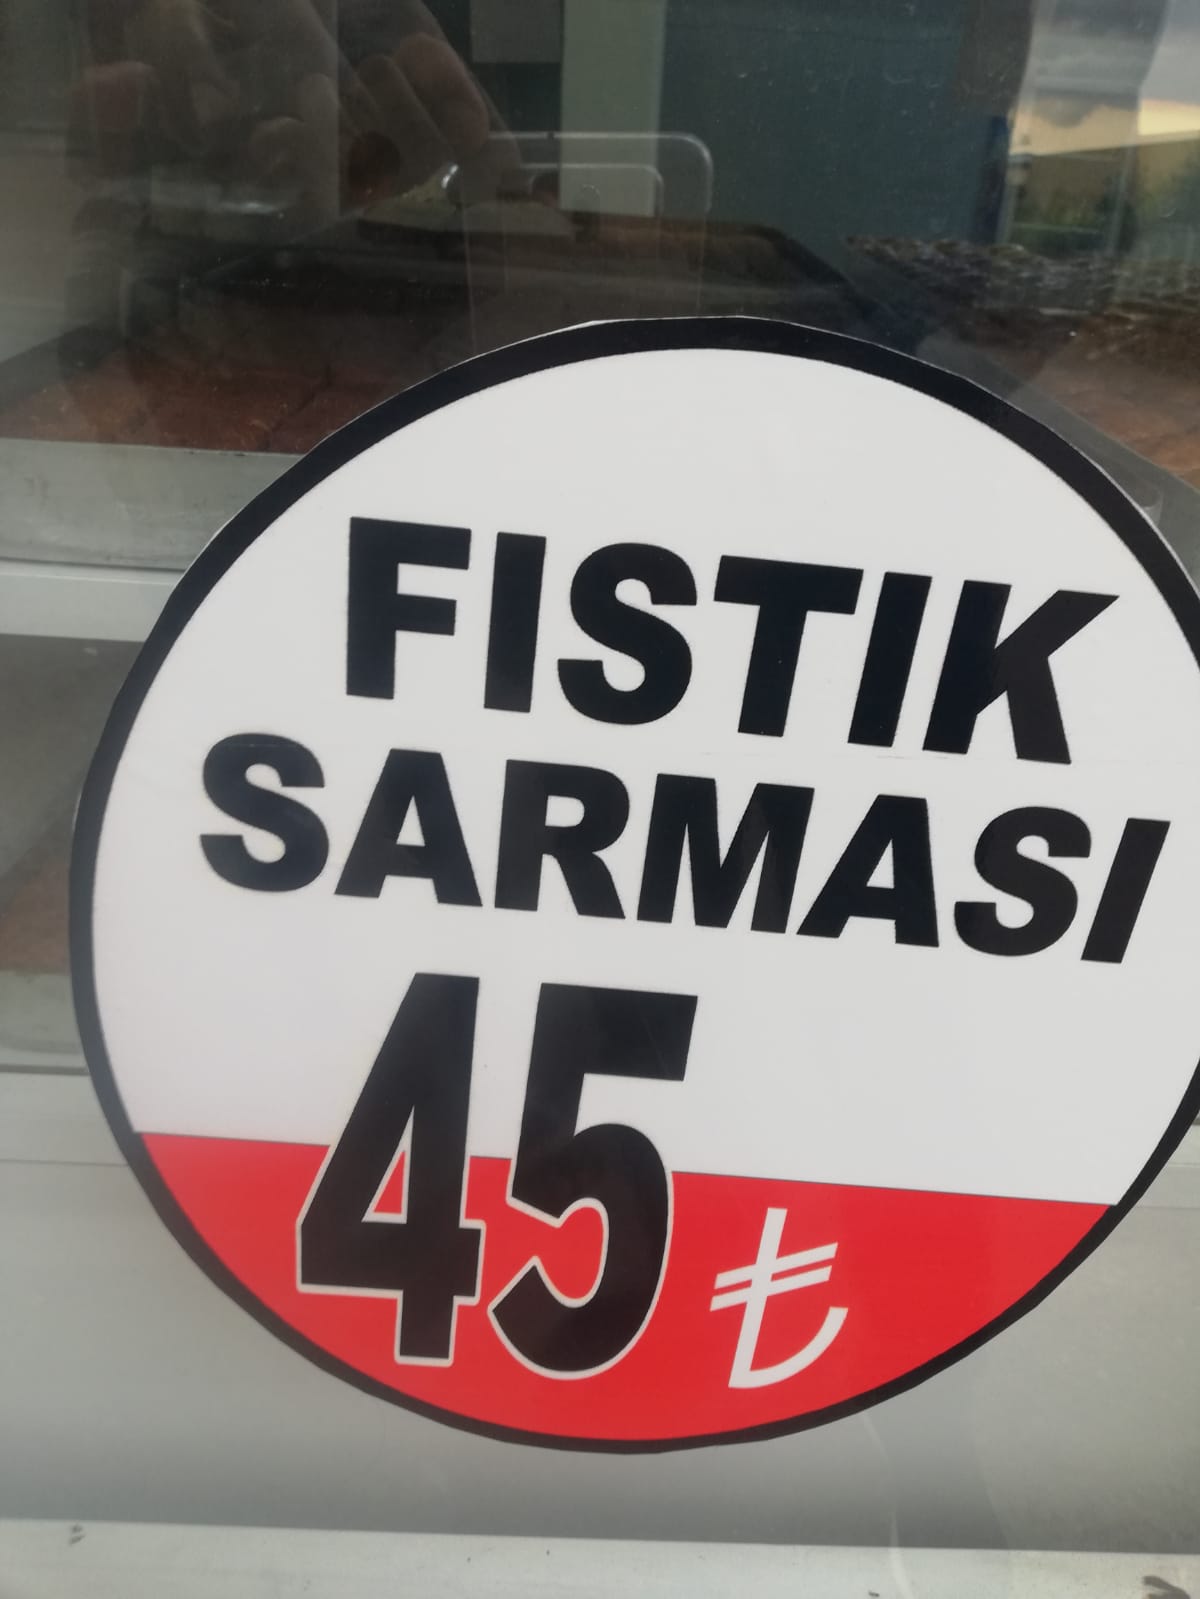 FISTIK
SARMASI
45 ₺